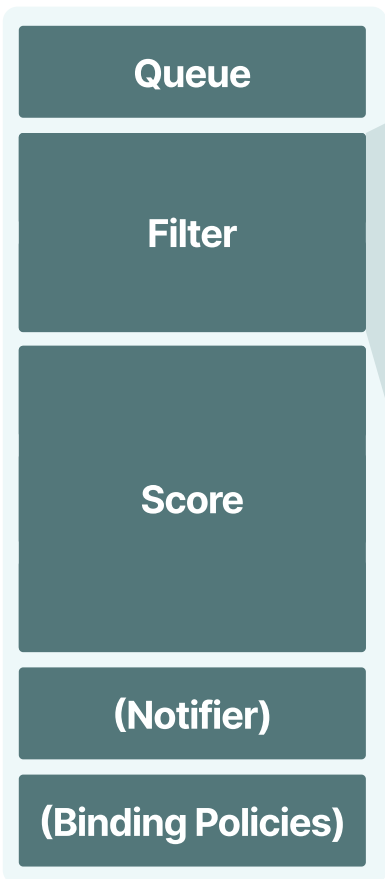 Queue
Filter
Score
(Notifier)
(Binding Policies)